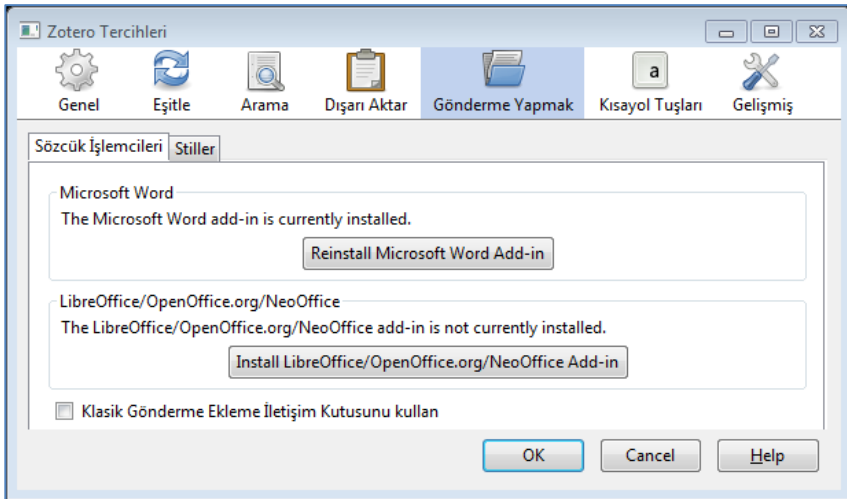 Zotero Tercihleri
Genel
Eşitle
Arama
Dışarı Aktar
Gönderme Yapmak
a
Kısayol Tuşları
Gelişmiş
Sözcük İşlemcileri
Stiller
Microsoft Word
The Microsoft Word add-in is currently installed.
Reinstall Microsoft Word Add-in
LibreOffice/OpenOffice.org/NeoOffice
The LibreOffice/OpenOffice.org/NeoOffice add-in is not currently installed.
Install LibreOffice/OpenOffice.org/NeoOffice Add-in
Klasik Gönderme Ekleme İletişim Kutusunu kullan
OK
Cancel
Help